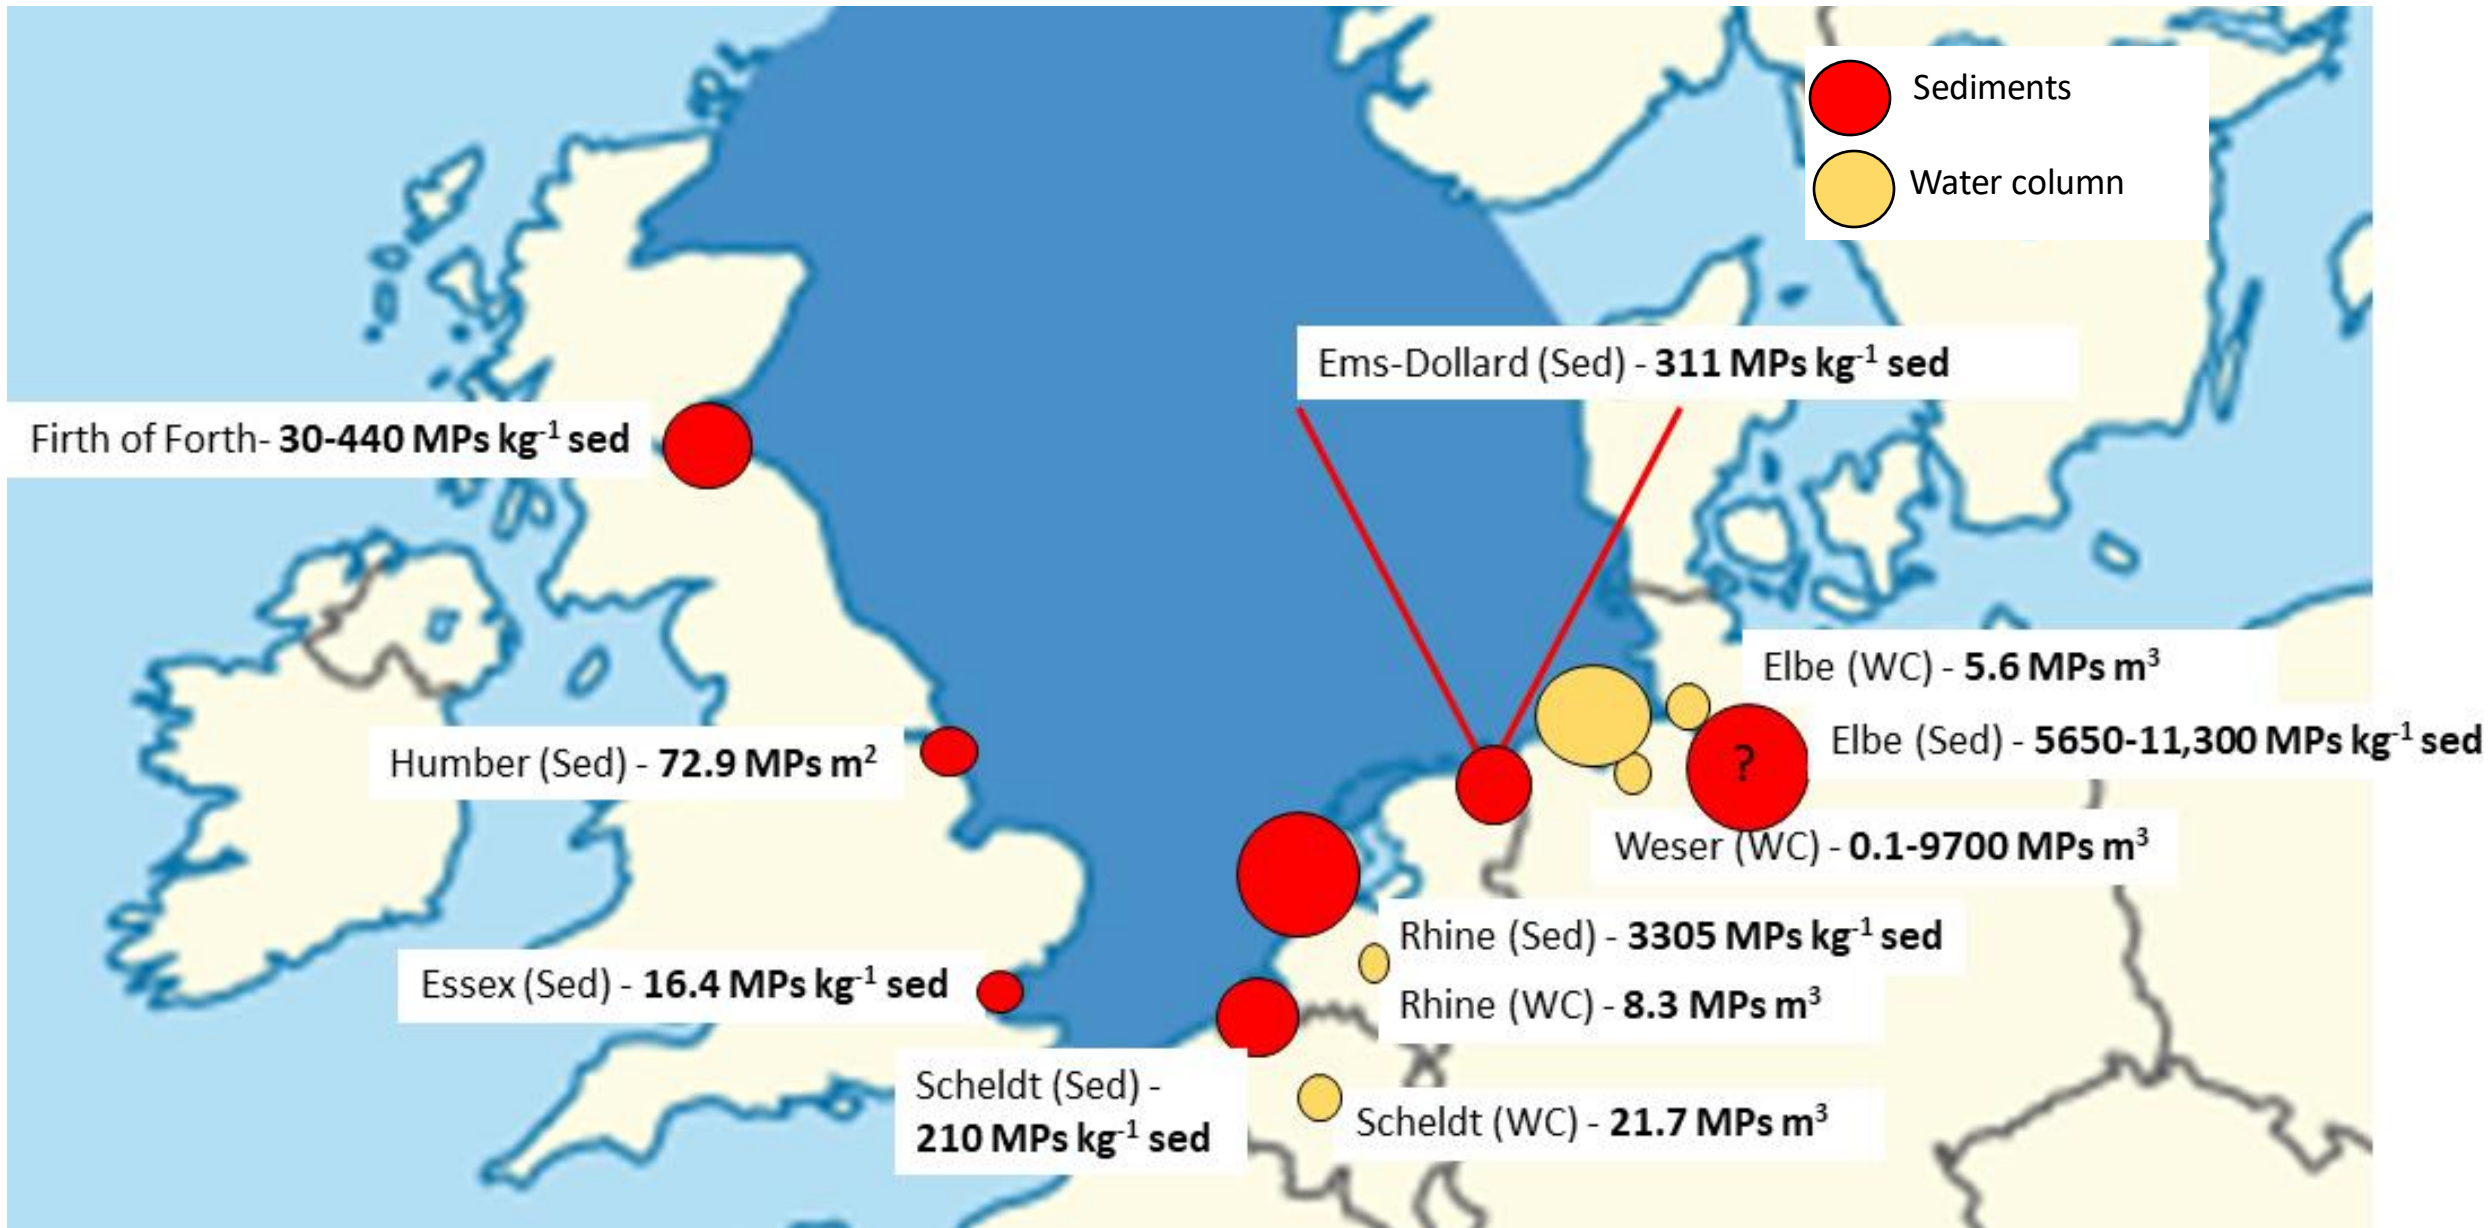 Sediments
Water column
Ems-Dollard (Sed) - 311 MPs kg⁻¹ sed
Firth of Forth- 30-440 MPs kg⁻¹ sed
Elbe (WC) - 5.6 MPs m³
Elbe (Sed) - 5650-11,300 MPs kg⁻¹ sed
?
Humber (Sed) - 72.9 MPs m²
Weser (WC) - 0.1-9700 MPs m³
Rhine (Sed) - 3305 MPs kg⁻¹ sed
Essex (Sed) - 16.4 MPs kg⁻¹ sed
Rhine (WC) - 8.3 MPs m³
Scheldt (Sed) -
210 MPs kg⁻¹ sed
Scheldt (WC) - 21.7 MPs m³